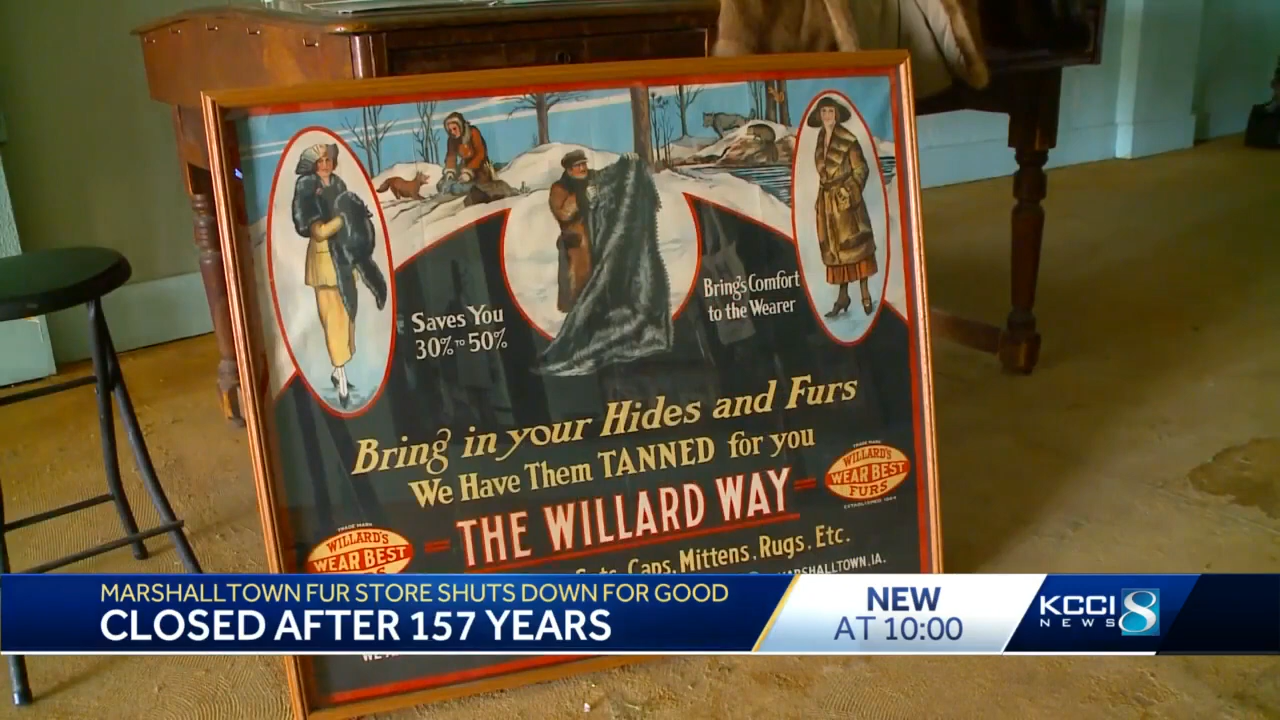 Saves You
30% TO 50%
Brings Comfort
to the Wearer
Bring in your Hides and Furs
We Have Them TANNED for you
THE WILLARD WAY
TRADE MARK
WILLARD'S
WEAR BEST
FURS
ESTABLISHED 1864
TRADE MARK
WILLARD'S
WEAR BEST
Caps, Mittens, Rugs, Etc.
MARSHALLTOWN, IA.
MARSHALLTOWN FUR STORE SHUTS DOWN FOR GOOD
CLOSED AFTER 157 YEARS
NEW
AT 10:00
KCCI 8
NEWS